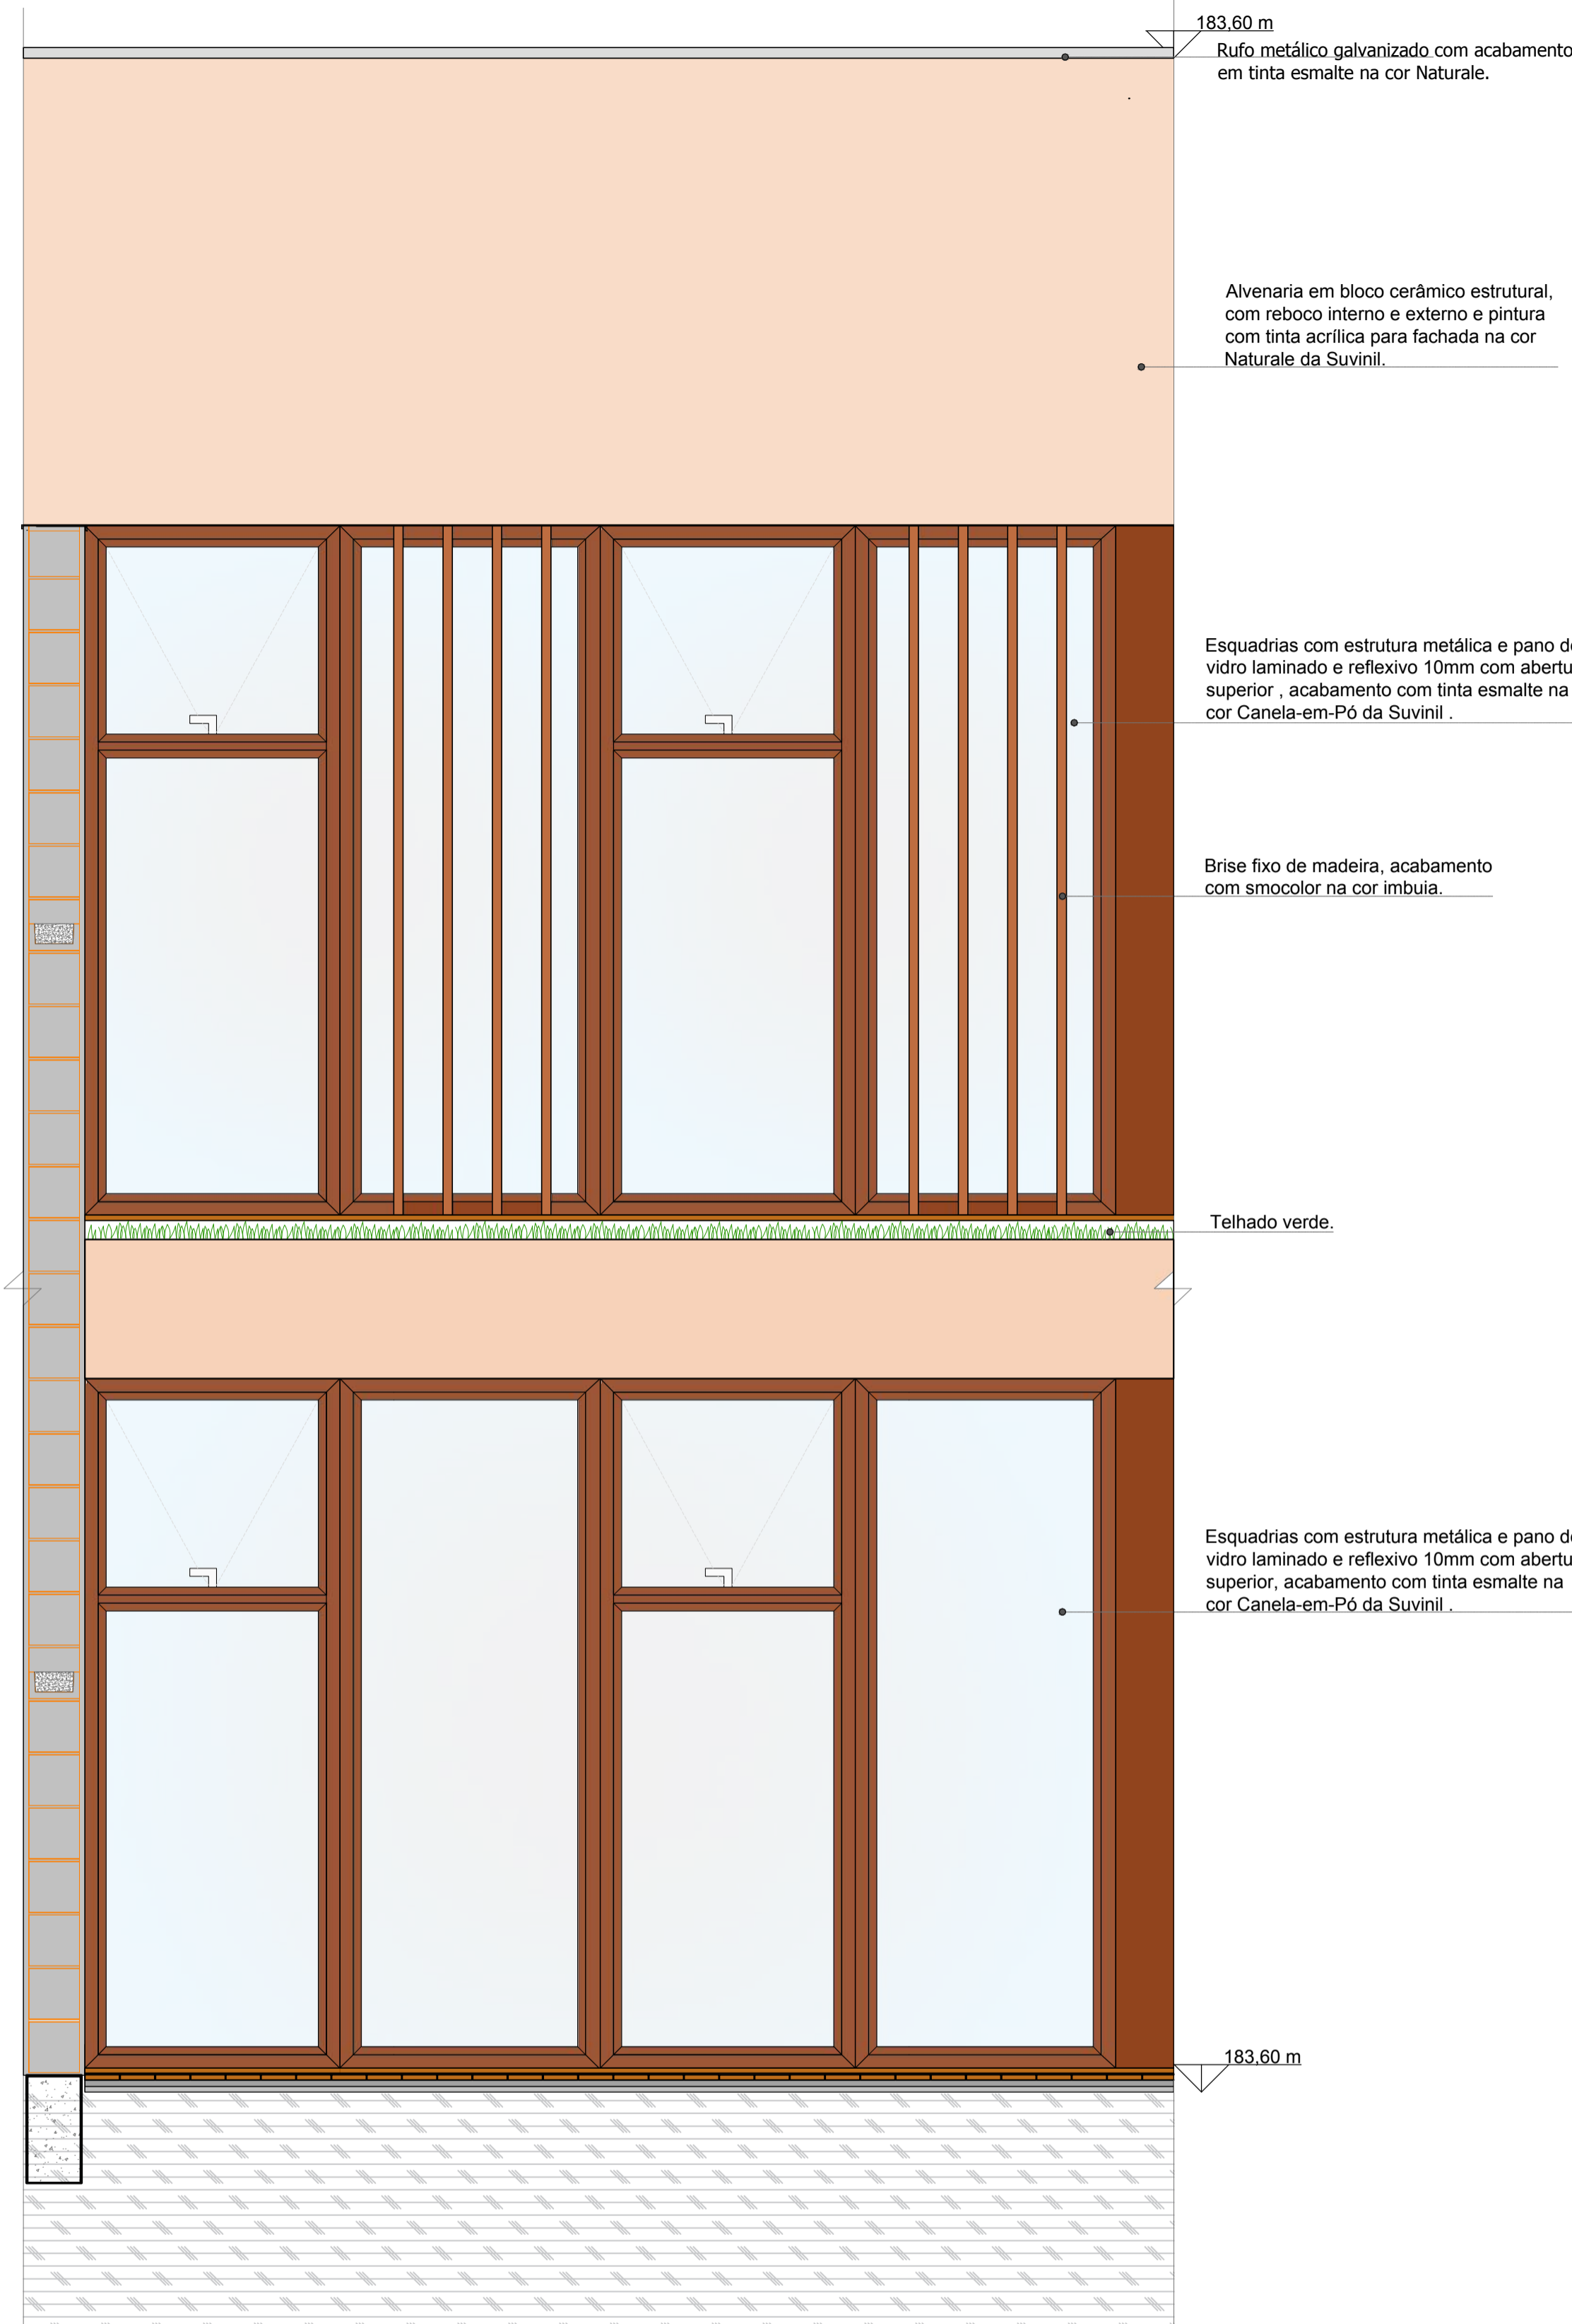 183,60 m
Rufo metálico galvanizado com acabamento
em tinta esmalte na cor Naturale.
Alvenaria em bloco cerâmico estrutural,
com reboco interno e externo e pintura
com tinta acrílica para fachada na cor
Naturale da Suvinil.
Esquadrias com estrutura metálica e pano
vidro laminado e reflexivo 10mm com
superior , acabamento com tinta esmalte na
cor Canela-em-Pó da Suvinil .
Brise fixo de madeira, acabamento
com smocolor na cor imbuia.
Telhado verde.
Esquadrias com estrutura metálica e pano
vidro laminado e reflexivo 10mm com
superior, acabamento com tinta esmalte na
cor Canela-em-Pó da Suvinil .
183,60 m